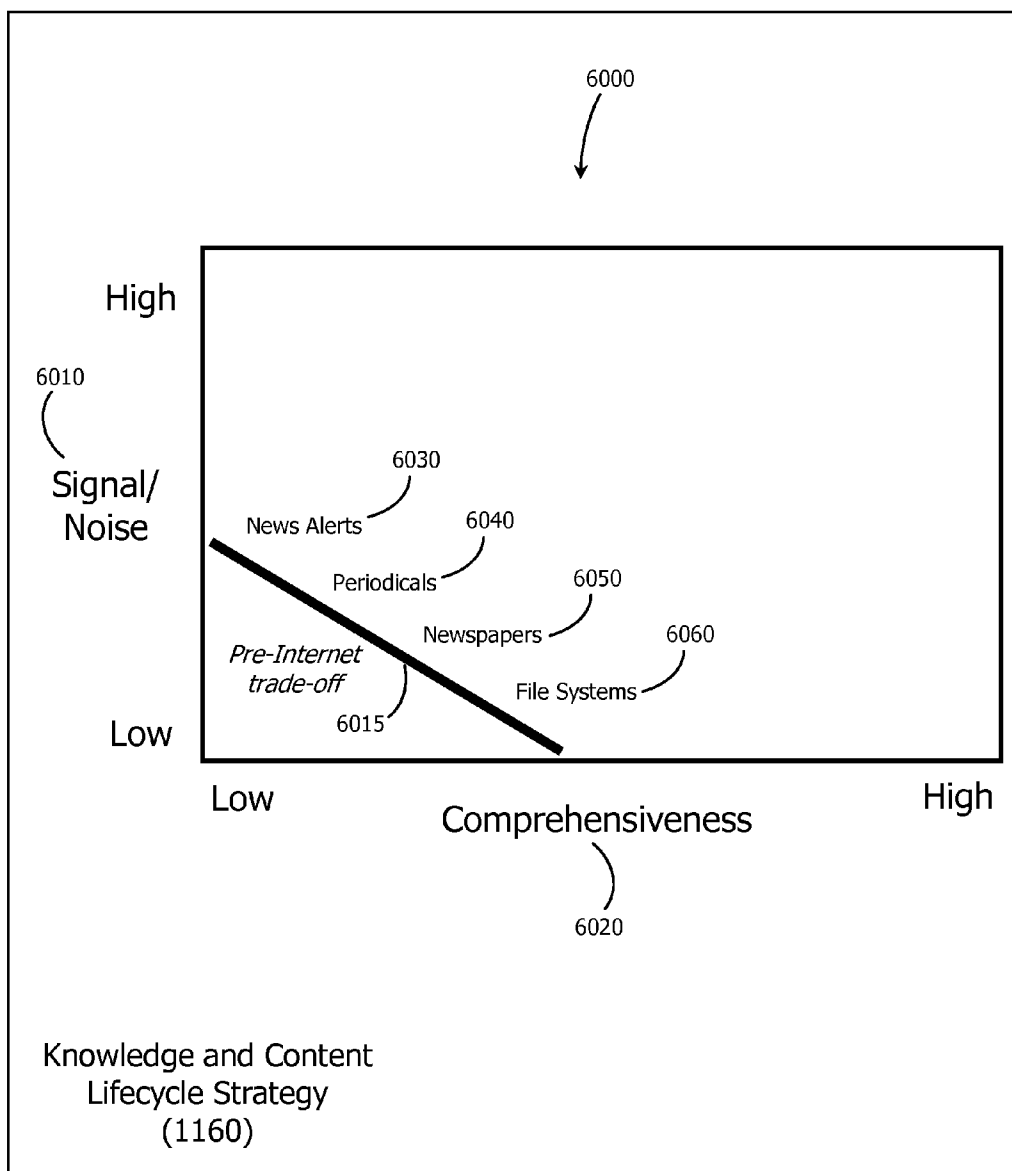 6000
High
6010
Signal/
Noise
6030
News Alerts
6040
Periodicals
6050
Newspapers
6060
File Systems
Pre-Internet
trade-off
6015
Low
Low
High
Comprehensiveness
6020
Knowledge and Content
Lifecycle Strategy
(1160)